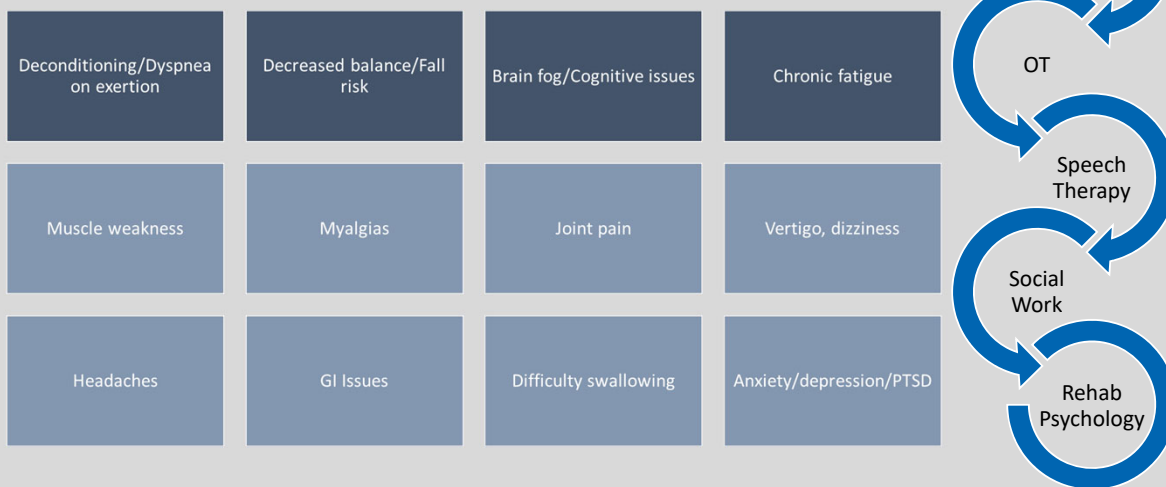 Deconditioning/Dyspnea
on exertion
Decreased balance/Fall
risk
Brain fog/Cognitive issues
Chronic fatigue
Muscle weakness
Myalgias
Joint pain
Vertigo, dizziness
Headaches
GI Issues
Difficulty swallowing
Anxiety/depression/PTSD
OT
Speech
Therapy
Social
Work
Rehab
Psychology